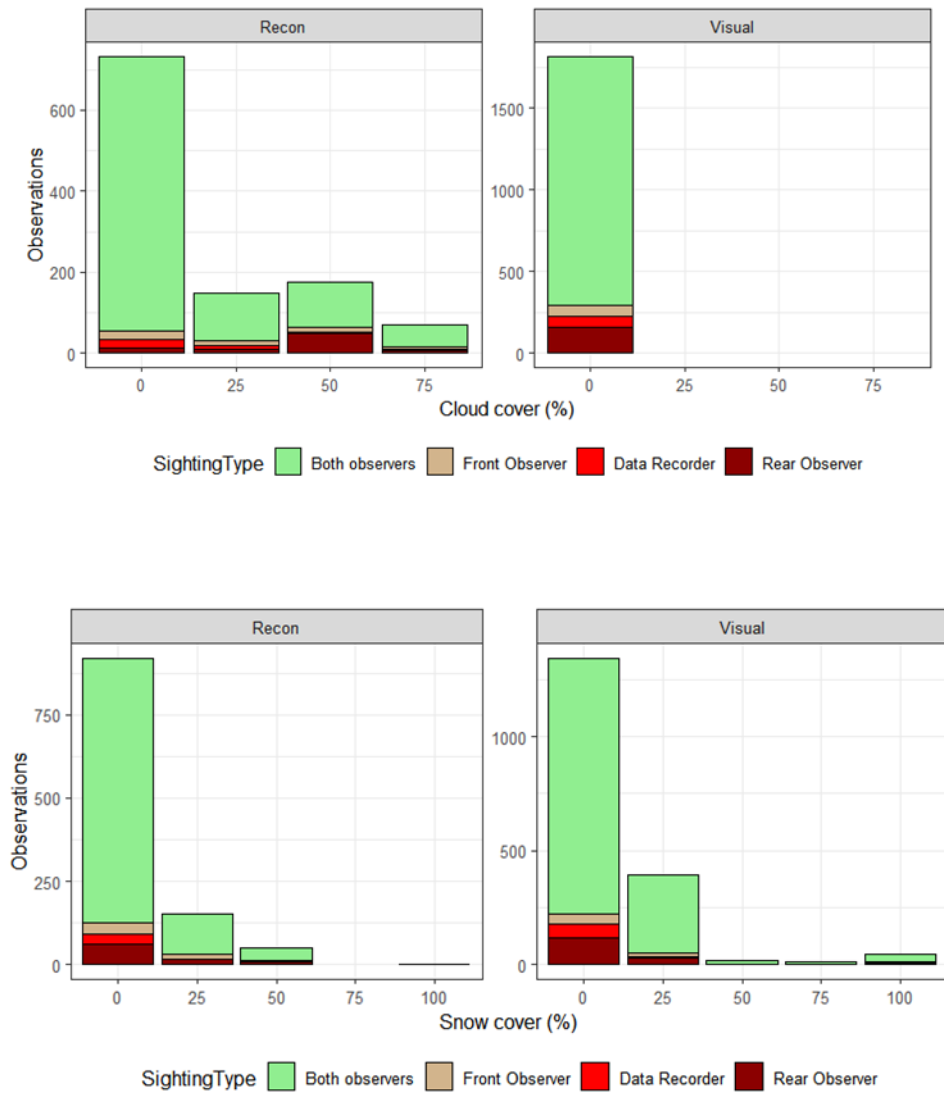 Recon Visual
Observations
600
400
200
0
1500
1000
500
0
0 25 50 75 0 25 50 75
Cloud cover (%)
SightingType Both observers Front Observer Data Recorder Rear Observer
Recon Visual
Observations
750
500
250
0
1000
500
0
0 25 50 75 100 0 25 50 75 100
Snow cover (%)
SightingType Both observers Front Observer Data Recorder Rear Observer